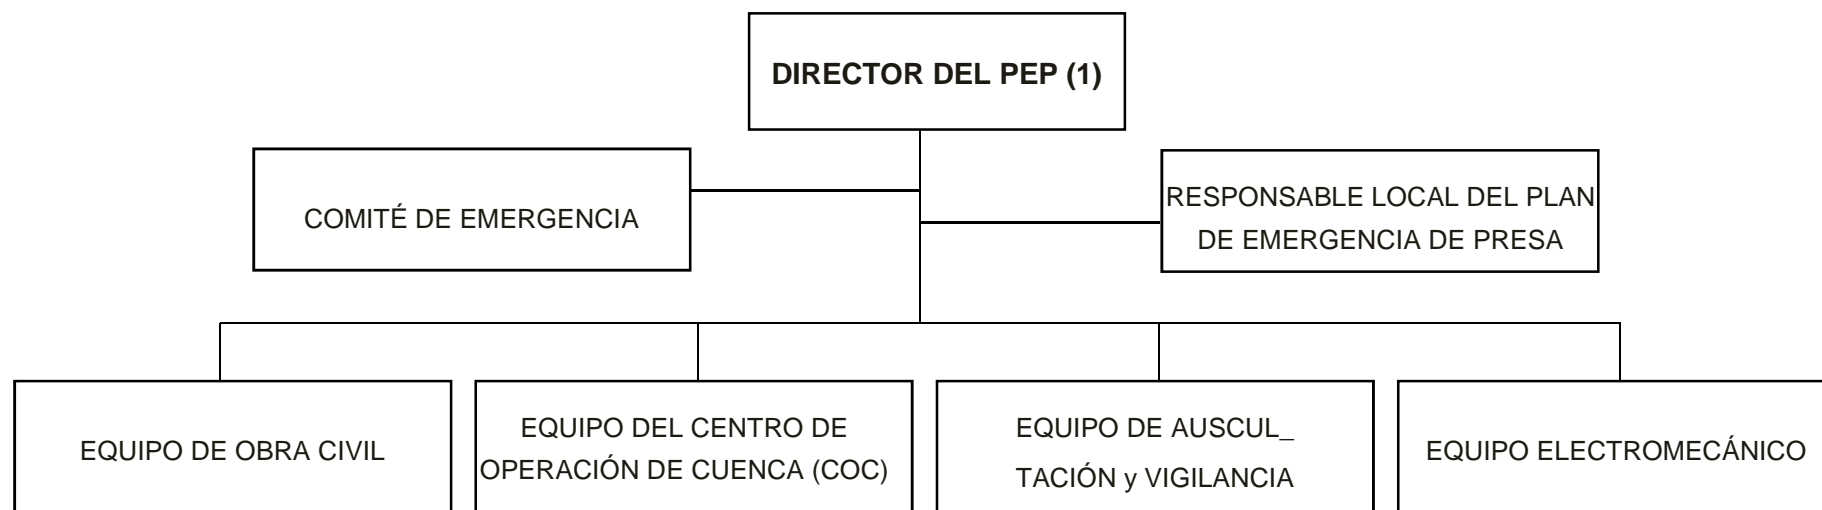 DIRECTOR DEL PEP (1)
COMITÉ DE EMERGENCIA
RESPONSABLE LOCAL DEL PLAN
DE EMERGENCIA DE PRESA
EQUIPO DE OBRA CIVIL
EQUIPO DEL CENTRO DE
OPERACIÓN DE CUENCA (COC)
EQUIPO DE AUSCUL_
TACIÓN y VIGILANCIA
EQUIPO ELECTROMECÁNICO